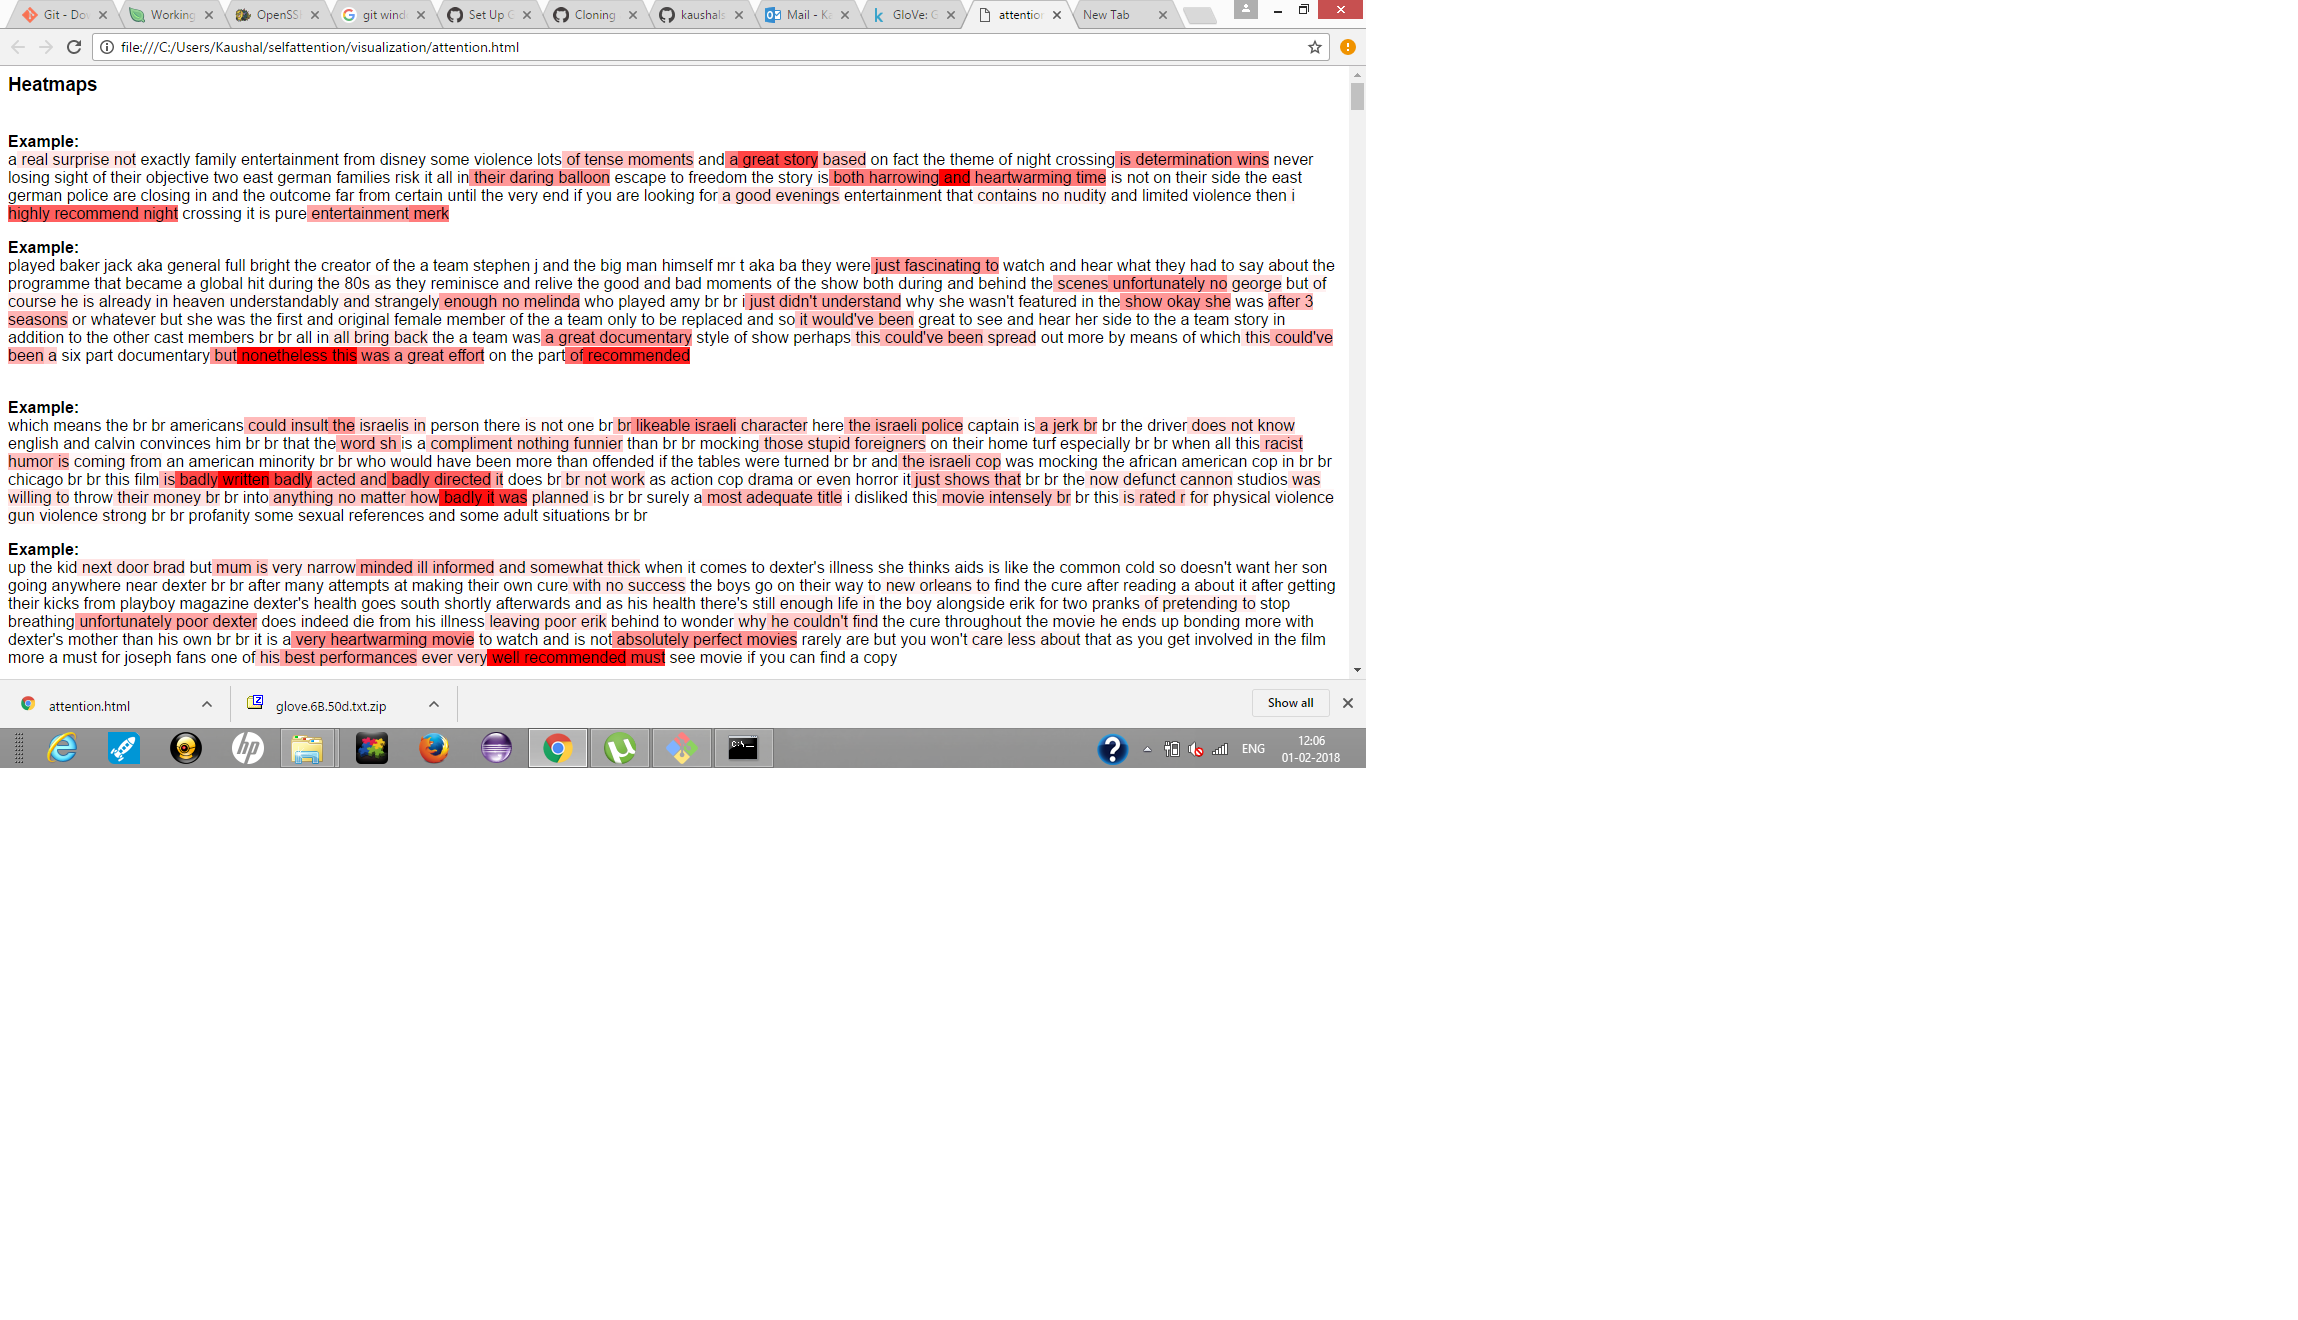 Git - Do
Working
OpenSS
git wind
Set Up
Cloning
kaushals
Mail - Ka
GloVe: G
attentio
New Tab
file:///C:/Users/Kaushal/selfattention/visualization/attention.html
Heatmaps
Example:
a real surprise not exactly family entertainment from disney some violence lots of tense moments and a great story based on fact the theme of night crossing is determination wins never
losing sight of their objective two east german families risk it all in their daring balloon escape to freedom the story is both harrowing and heartwarming time is not on their side the east
german police are closing in and the outcome far from certain until the very end if you are looking for a good evenings entertainment that contains no nudity and limited violence then i
highly recommend night crossing it is pure entertainment merk
Example:
played baker jack aka general full bright the creator of the a team stephen j and the big man himself mr t aka ba they were just fascinating to watch and hear what they had to say about the
programme that became a global hit during the 80s as they reminisce and relive the good and bad moments of the show both during and behind the scenes unfortunately no george but of
course he is already in heaven understandably and strangely enough no melinda who played amy br br i just didn't understand why she wasn't featured in the show okay she was after 3
seasons or whatever but she was the first and original female member of the a team only to be replaced and so it would've been great to see and hear her side to the a team story in
addition to the other cast members br br all in all bring back the a team was a great documentary style of show perhaps this could've been spread out more by means of which this could've
been a six part documentary but nonetheless this was a great effort on the part of recommended
Example:
which means the br br americans could insult the israelis in person there is not one br br likeable israeli character here the israeli police captain is a jerk br br the driver does not know
english and calvin convinces him br br that the word sh is a compliment nothing funnier than br br mocking those stupid foreigners on their home turf especially br br when all this racist
humor is coming from an american minority br br who would have been more than offended if the tables were turned br br and the israeli cop was mocking the african american cop in br br
chicago br br this film is badly written badly acted and badly directed it does br br not work as action cop drama or even horror it just shows that br br the now defunct cannon studios was
willing to throw their money br br into anything no matter how badly it was planned is br br surely a most adequate title i disliked this movie intensely br br this is rated r for physical violence
gun violence strong br br profanity some sexual references and some adult situations br br
Example:
up the kid next door brad but mum is very narrow minded ill informed and somewhat thick when it comes to dexter's illness she thinks aids is like the common cold so doesn't want her son
going anywhere near dexter br br after many attempts at making their own cure with no success the boys go on their way to new orleans to find the cure after reading a about it after getting
their kicks from playboy magazine dexter's health goes south shortly afterwards and as his health there's still enough life in the boy alongside erik for two pranks of pretending to stop
breathing unfortunately poor dexter does indeed die from his illness leaving poor erik behind to wonder why he couldn't find the cure throughout the movie he ends up bonding more with
dexter's mother than his own br br it is a very heartwarming movie to watch and is not absolutely perfect movies rarely are but you won't care less about that as you get involved in the film
more a must for joseph fans one of his best performances ever very well recommended must see movie if you can find a copy
attention.html
glove.6B.50d.txt.zip
Show all
hp
C:\_
ENG
12:06
01-02-2018